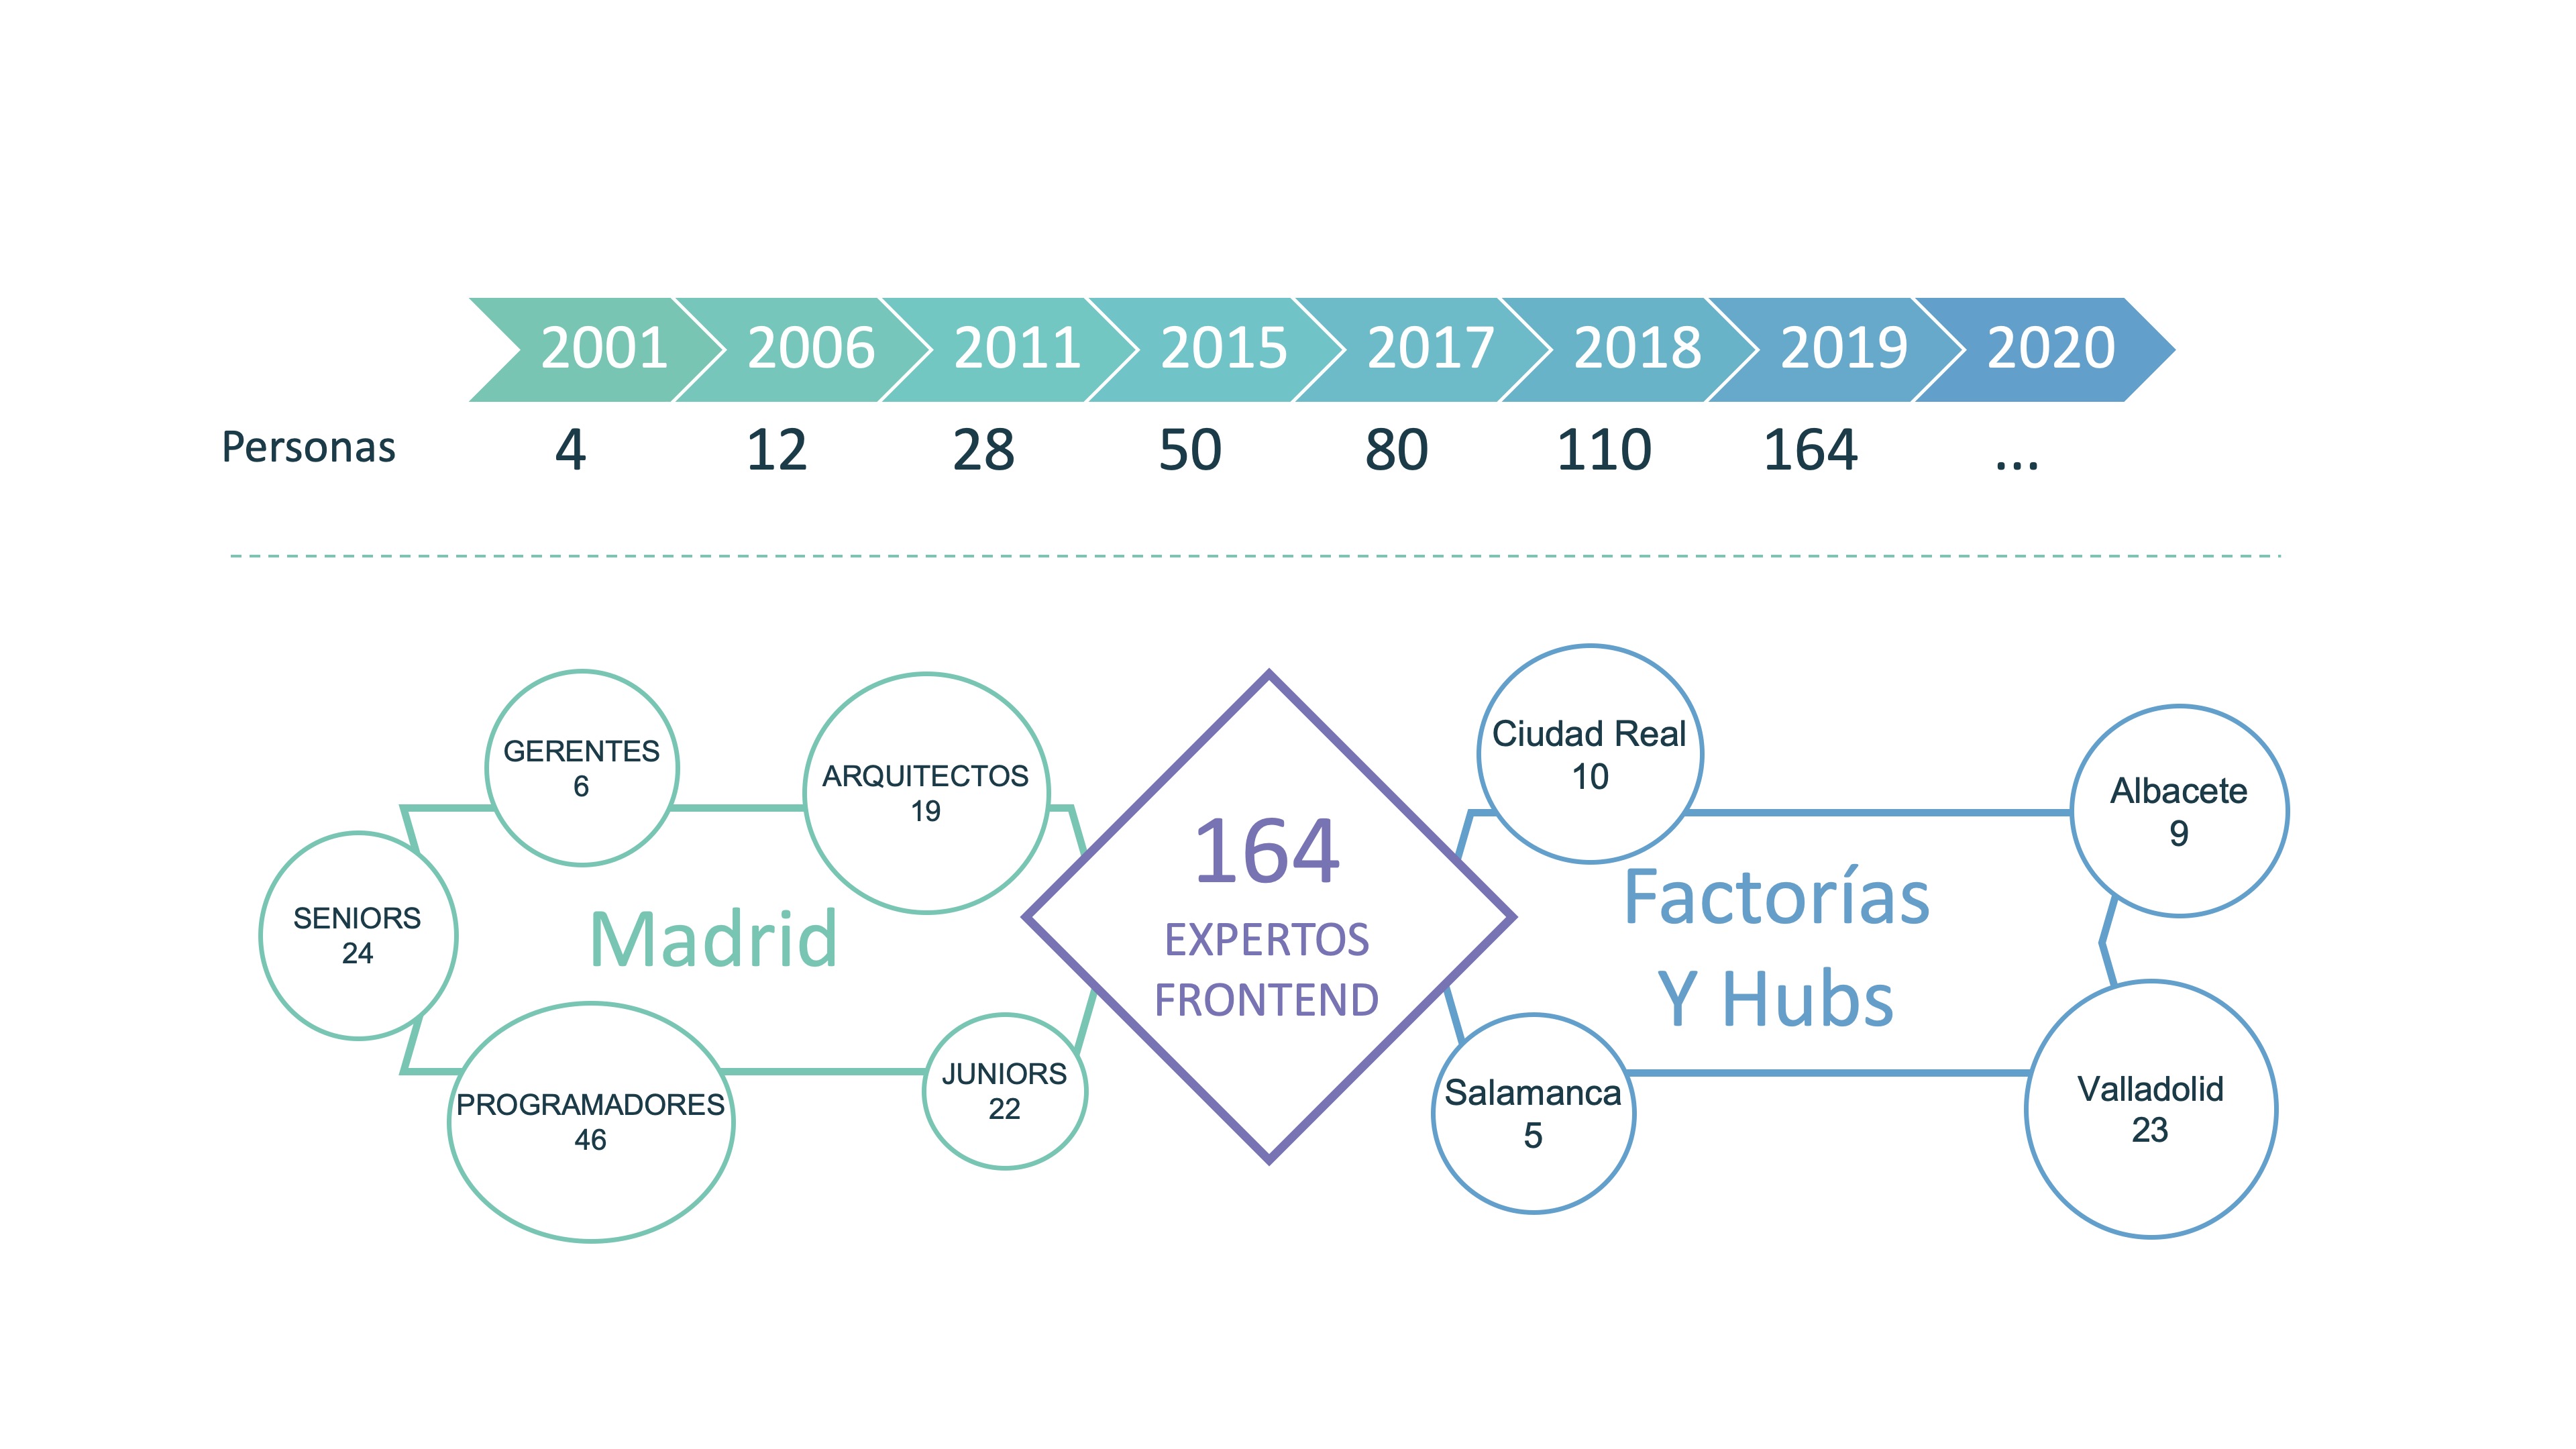 2001 2006 2011 2015 2017 2018 2019 2020
Personas 4 12 28 50 80 110 164 ...
GERENTES
6
ARQUITECTOS
19
SENIORS
24
Madrid
PROGRAMADORES
46
JUNIORS
22
164
EXPERTOS
FRONTEND
Ciudad Real
10
Albacete
9
Factorías
Y Hubs
Salamanca
5
Valladolid
23